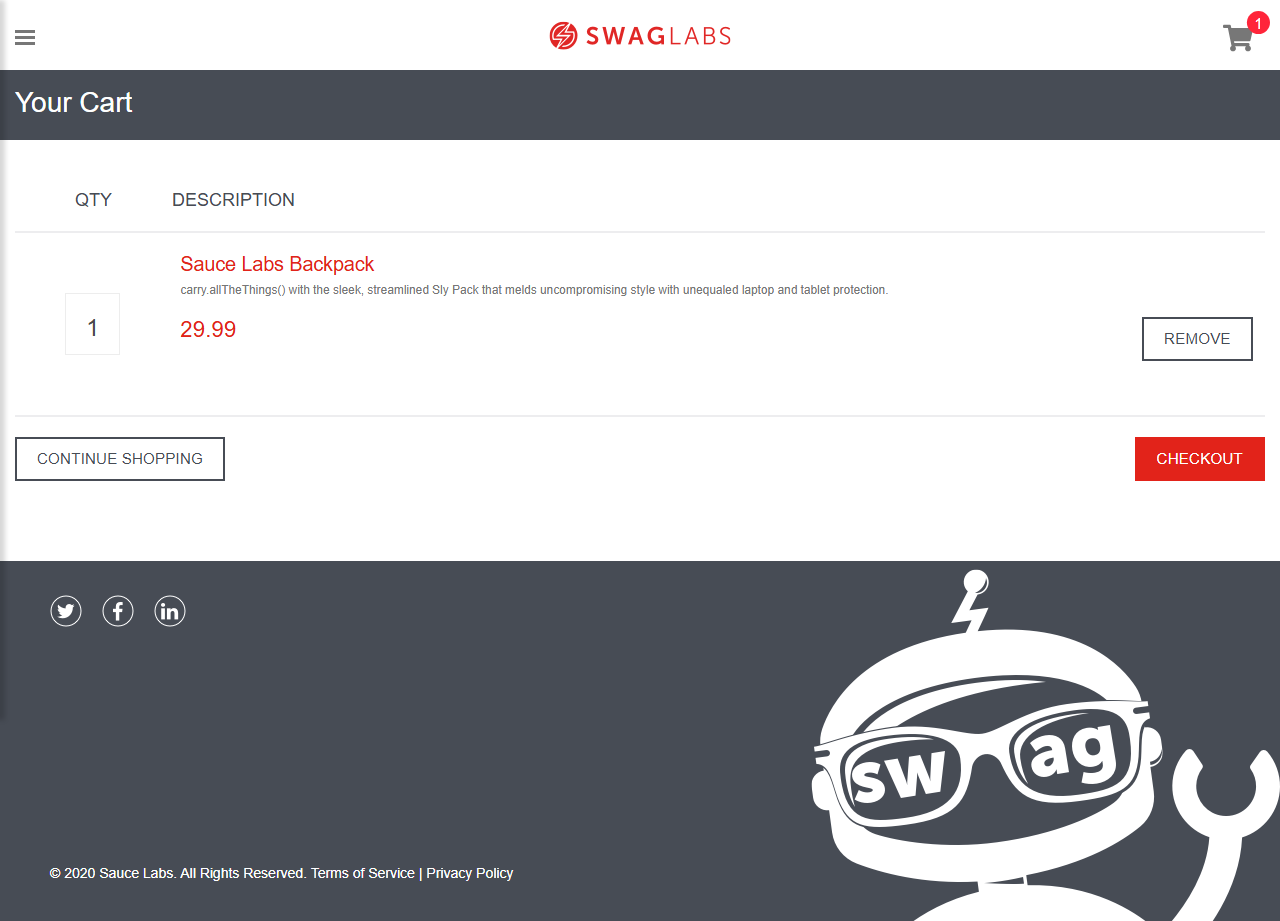 SWAGLABS
1
Your Cart
QTY DESCRIPTION
Sauce Labs Backpack
carry.allTheThings() with the sleek, streamlined Sly Pack that melds uncompromising style with unequaled laptop and tablet protection.
1
29.99
REMOVE
CONTINUE SHOPPING
CHECKOUT
swag
© 2020 Sauce Labs. All Rights Reserved. Terms of Service | Privacy Policy